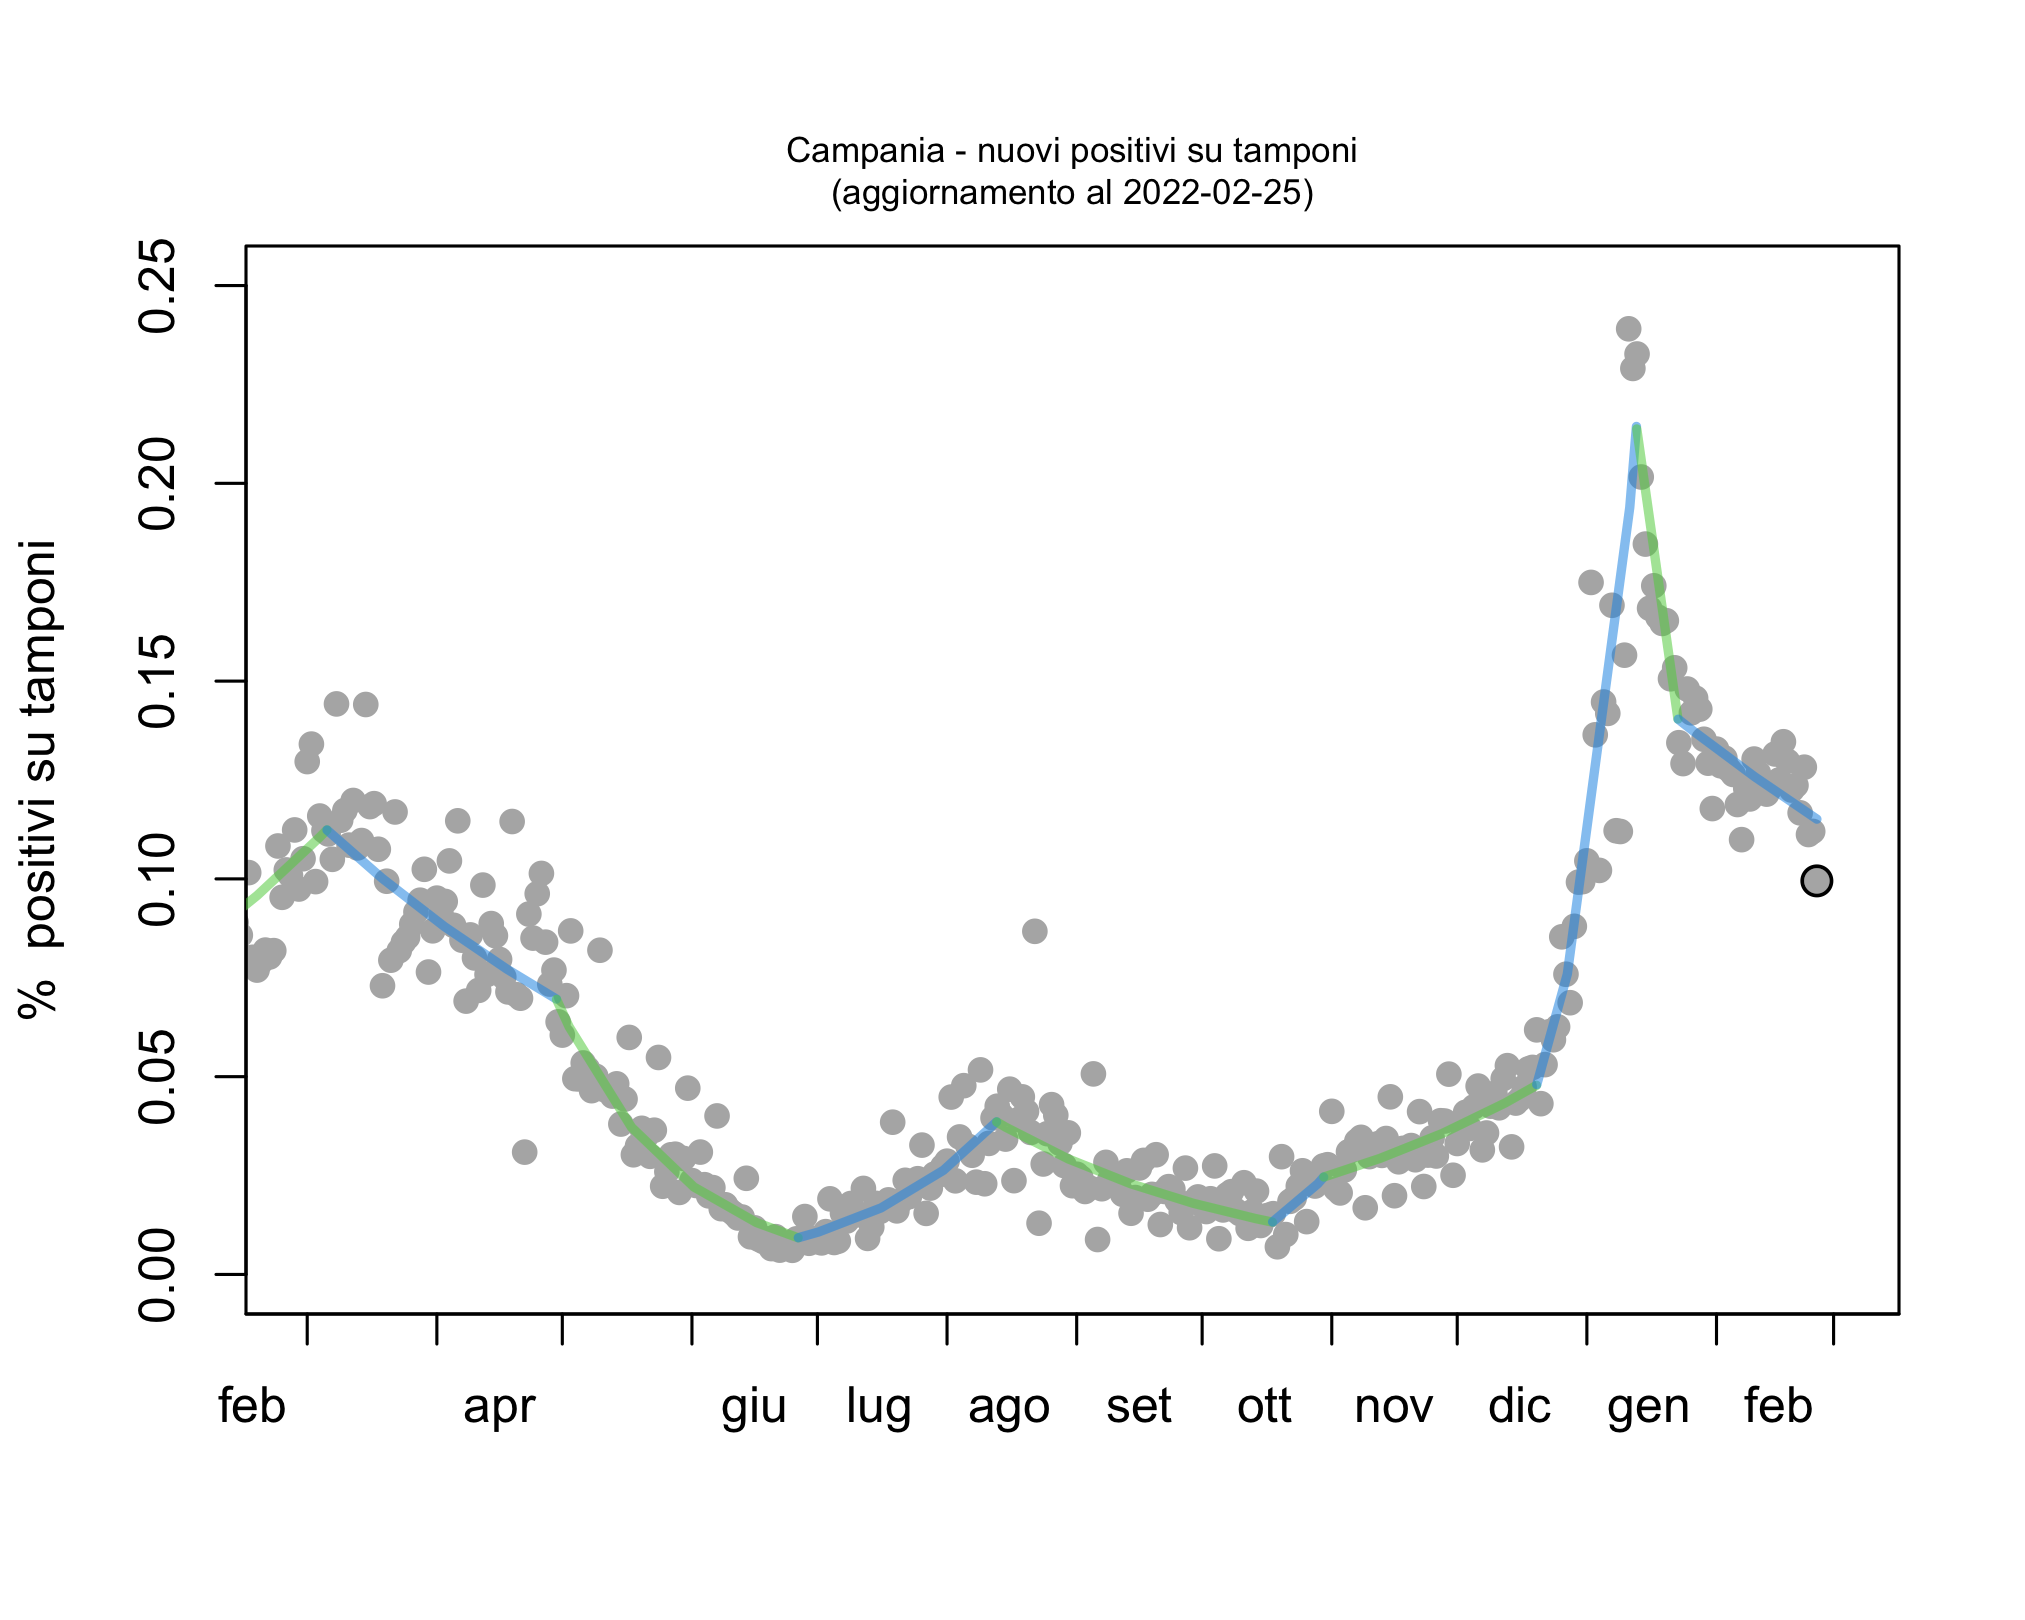 Campania - nuovi positivi su tamponi
(aggiornamento al 2022-02-25)
% positivi su tamponi
0.25
0.20
0.15
0.10
0.05
0.00
feb apr giu lug ago set ott nov dic gen feb